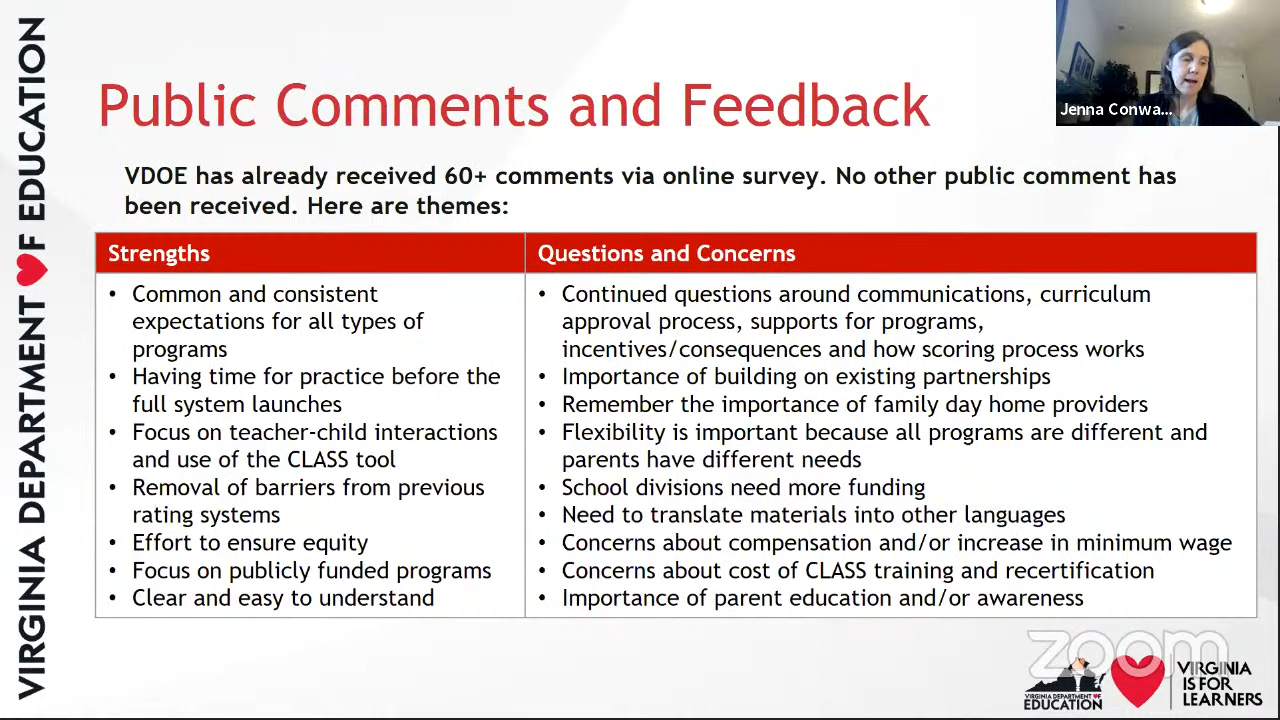 VIRGINIA DEPARTMENT OF EDUCATION
Public Comments and Feedback
Jenna Conwa...
VDOE has already received 60+ comments via online survey. No other public comment has
been received. Here are themes:
Strengths
• Common and consistent
expectations for all types of
programs
• Having time for practice before the
full system launches
• Focus on teacher-child interactions
and use of the CLASS tool
• Removal of barriers from previous
rating systems
• Effort to ensure equity
• Focus on publicly funded programs
• Clear and easy to understand
Questions and Concerns
• Continued questions around communications, curriculum
approval process, supports for programs,
incentives/consequences and how scoring process works
• Importance of building on existing partnerships
• Remember the importance of family day home providers
• Flexibility is important because all programs are different and
parents have different needs
• School divisions need more funding
• Need to translate materials into other languages
• Concerns about compensation and/or increase in minimum wage
• Concerns about cost of CLASS training and recertification
• Importance of parent education and/or awareness
zoom
VIRGINIA DEPARTMENT OF
EDUCATION
VIRGINIA
IS FOR
LEARNERS